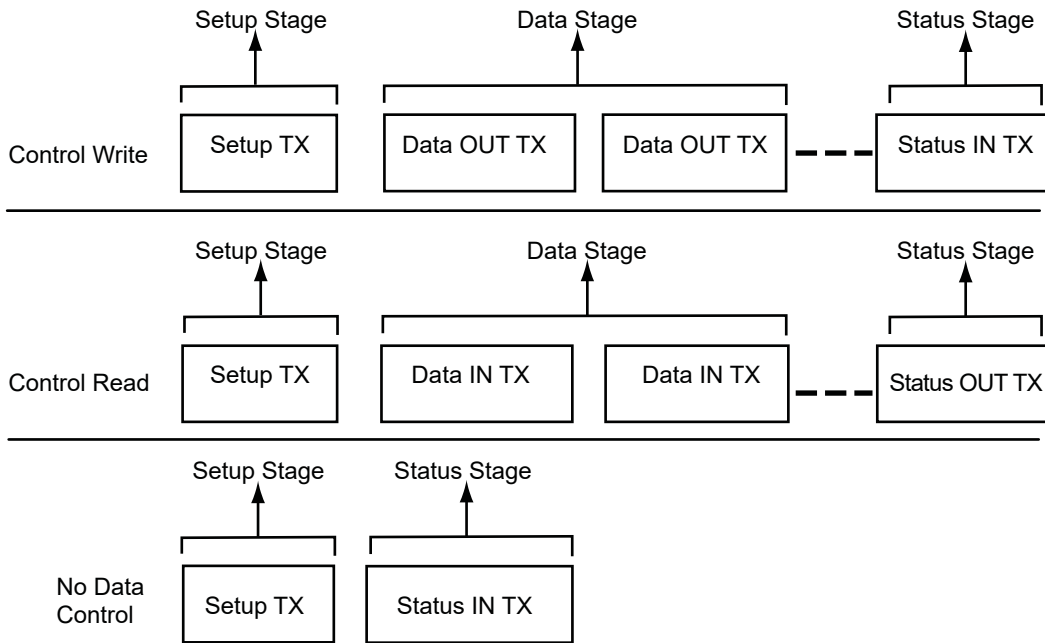 Setup Stage Data Stage Status Stage
Control Write Setup TX Data OUT TX Data OUT TX Status IN TX
Setup Stage Data Stage Status Stage
Control Read Setup TX Data IN TX Data IN TX Status OUT TX
Setup Stage Status Stage
No Data
Control Setup TX Status IN TX